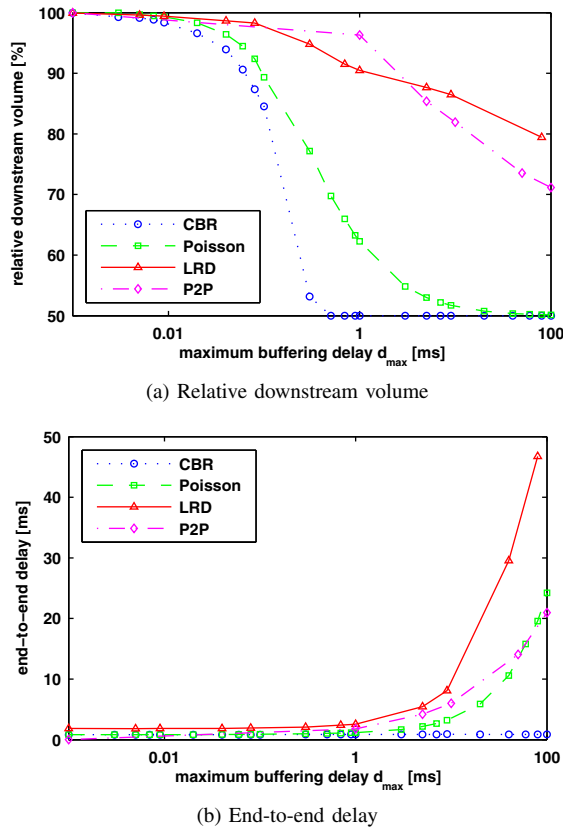 100
90
80
70
60
50
relative downstream volume [%]
CBR
Poisson
LRD
P2P
0.01
1
100
maximum buffering delay d_max [ms]
(a) Relative downstream volume
50
40
30
20
10
0
end−to−end delay [ms]
CBR
Poisson
LRD
P2P
0.01
1
100
maximum buffering delay d_max [ms]
(b) End-to-end delay